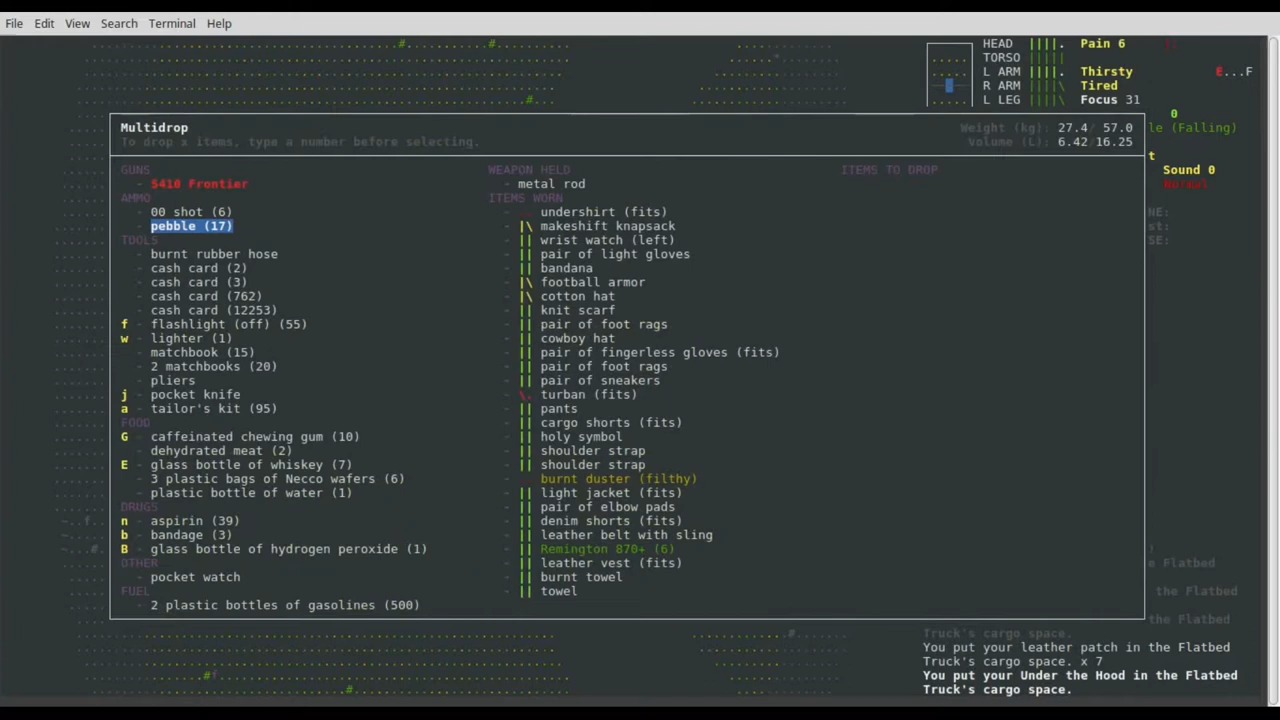 File Edit View Search Terminal Help
HEAD ||||. Pain 6
TORSO |||||
L ARM ||||. Thirsty E...F
R ARM ||||\ Tired
L LEG ||||\ Focus 31
0
Multidrop Weight (kg): 27.4/ 57.0 le (Falling)
To drop x items, type a number before selecting. Volume (L): 6.42/16.25
t
GUNS WEAPON HELD ITEMS TO DROP Sound 0
- 5410 Frontier - metal rod Normal
AMMO ITEMS WORN
- 00 shot (6) - undershirt (fits) NE:
- pebble (17) - |\ makeshift knapsack st:
TOOLS - || wrist watch (left) SE:
- burnt rubber hose - || pair of light gloves
- cash card (2) - || bandana
- cash card (3) - |\ football armor
- cash card (762) - |\ cotton hat
- cash card (12253) - || knit scarf
f - flashlight (off) (55) - || pair of foot rags
w - lighter (1) - || cowboy hat
- matchbook (15) - || pair of fingerless gloves (fits)
- 2 matchbooks (20) - || pair of foot rags
- pliers - || pair of sneakers
j - pocket knife - \. turban (fits)
a - tailor's kit (95) - || pants
FOOD - || cargo shorts (fits)
G - caffeinated chewing gum (10) - || holy symbol
- dehydrated meat (2) - || shoulder strap
E - glass bottle of whiskey (7) - || shoulder strap
- 3 plastic bags of Necco wafers (6) - burnt duster (filthy)
- plastic bottle of water (1) - || light jacket (fits)
DRUGS - || pair of elbow pads
n - aspirin (39) - || denim shorts (fits)
b - bandage (3) - || leather belt with sling
B - glass bottle of hydrogen peroxide (1) - || Remington 870+ (6)
OTHER - || leather vest (fits) e Flatbed
- pocket watch - || burnt towel
FUEL - || towel the Flatbed
- 2 plastic bottles of gasolines (500)
the Flatbed
Truck's cargo space.
You put your leather patch in the Flatbed
Truck's cargo space. x 7
You put your Under the Hood in the Flatbed
Truck's cargo space.